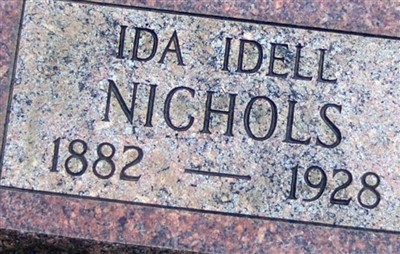 IDA IDELL
NICHOLS
1882 — 1928